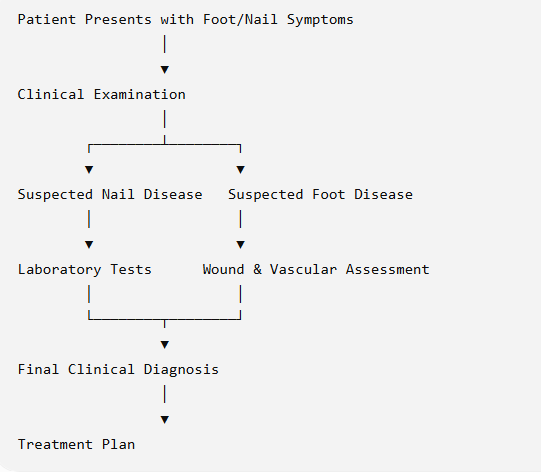 Patient Presents with Foot/Nail Symptoms
Clinical Examination
Suspected Nail Disease Suspected Foot Disease
Laboratory Tests Wound & Vascular Assessment
Final Clinical Diagnosis
Treatment Plan